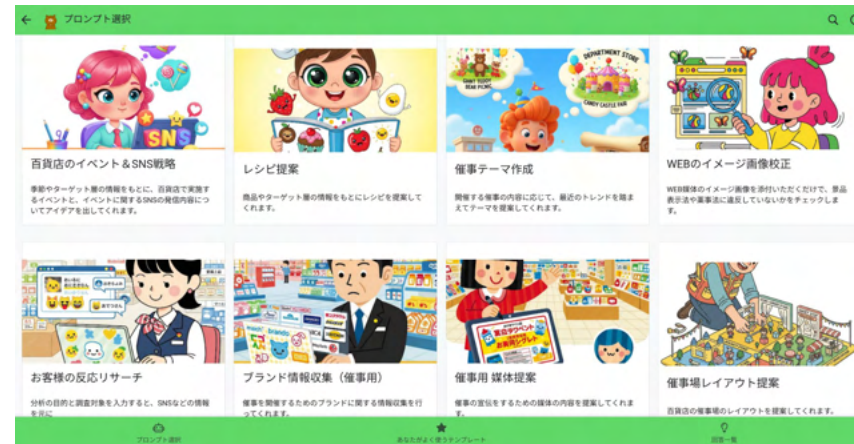 プロンプト選択
SNS
DEPARTMENT STORE
GIANT TEDDY
BEAR PICNIC
CANDY CASTLE FAIR
百貨店のイベント＆SNS戦略
レシピ提案
催事テーマ作成
WEBのイメージ画像校正
季節やターゲット層の情報をもとに、百貨店で実施す
るイベントと、イベントに関するSNSの発信内容につ
いてアイデアを出してくれます。
商品やターゲット層の情報をもとにレシピを提案して
くれます。
開催する催事の内容に応じて、最近のトレンドを踏ま
えてテーマを提案してくれます。
WEB媒体のイメージ画像を添付いただくだけで、景品
表示法や薬事法に違反していないかをチェックしま
す。
お客様の反応リサーチ
ブランド情報収集（催事用）
催事用 媒体提案
催事場レイアウト提案
分析の目的と調査対象を入力すると、SNSなどの情報
を元に
催事を開催するためのブランドに関する情報収集を行
ってくれます。
催事の宣伝をするための媒体の内容を提案してくれま
す。
百貨店の催事場のレイアウトを提案してくれます。
プロンプト選択
あなたがよく使うテンプレート
回答一覧